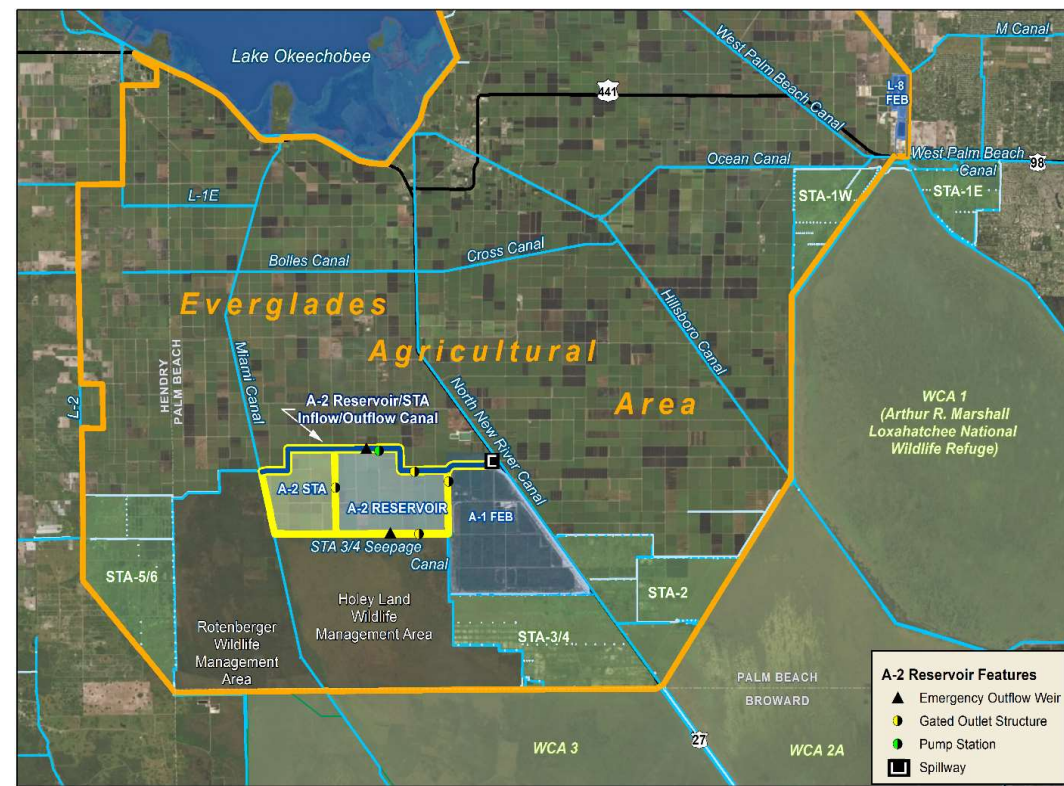 Lake Okeechobee
M Canal
West Palm Beach Canal
441
L-8
FEB
Ocean Canal
West Palm Beach
Canal
98
STA-1W
STA-1E
L-1E
Bolles Canal
Cross Canal
Everglades
Agricultural
Area
Hillsboro Canal
HENDRY
PALM BEACH
Miami Canal
L-2
A-2 Reservoir/STA
Inflow/Outflow Canal
North New River Canal
WCA 1
(Arthur R. Marshall
Loxahatchee National
Wildlife Refuge)
A-2 STA
A-2 RESERVOIR
A-1 FEB
STA 3/4 Seepage
Canal
STA-5/6
Holey Land
Wildlife
Management Area
Rotenberger
Wildlife
Management
Area
STA-2
STA-3/4
PALM BEACH
BROWARD
WCA 3
27
WCA 2A
A-2 Reservoir Features
Emergency Outflow Weir
Gated Outlet Structure
Pump Station
Spillway